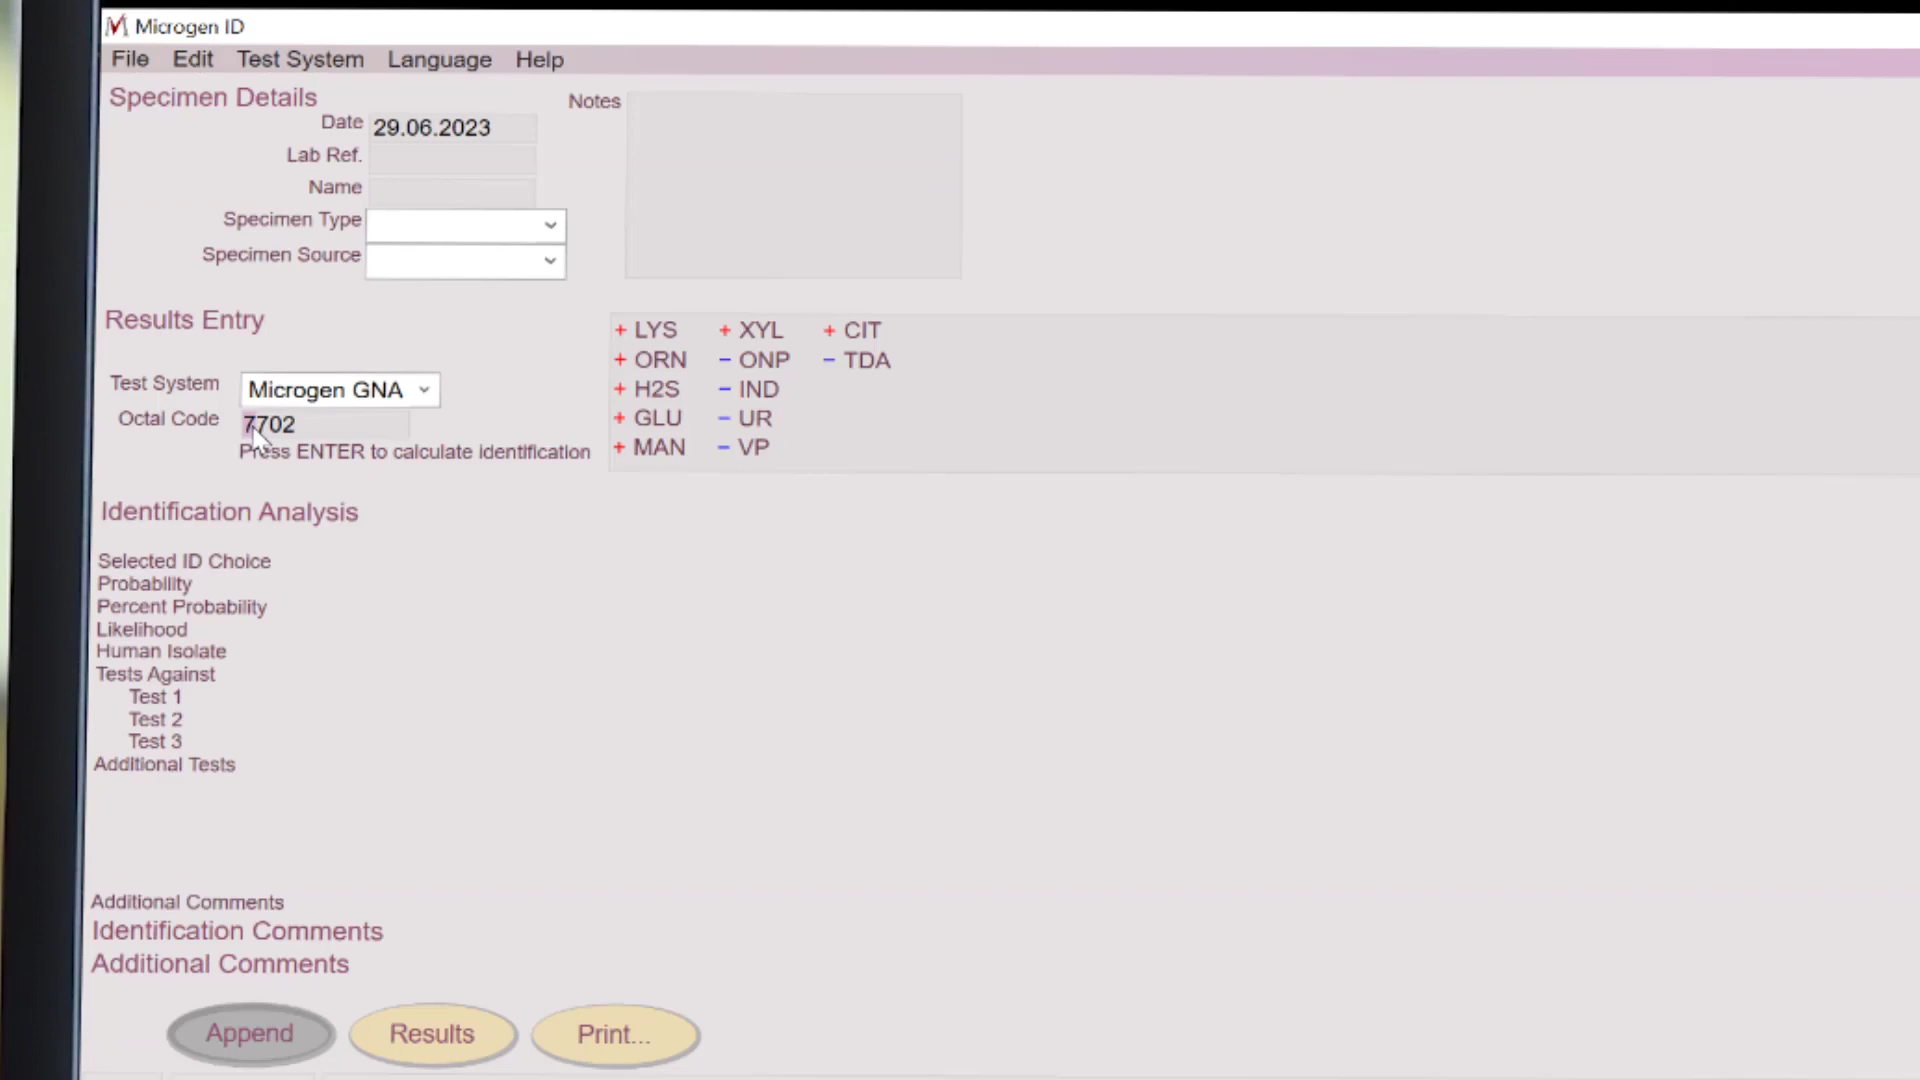 Microgen ID
File Edit Test System Language Help
Specimen Details
Date 29.06.2023
Notes
Lab Ref.
Name
Specimen Type
Specimen Source
Results Entry
+ LYS + XYL + CIT
+ ORN − ONP − TDA
+ H2S − IND
+ GLU − UR
+ MAN − VP
Test System Microgen GNA
Octal Code 7702
Press ENTER to calculate identification
Identification Analysis
Selected ID Choice
Probability
Percent Probability
Likelihood
Human Isolate
Tests Against
Test 1
Test 2
Test 3
Additional Tests
Additional Comments
Identification Comments
Additional Comments
Append Results Print...